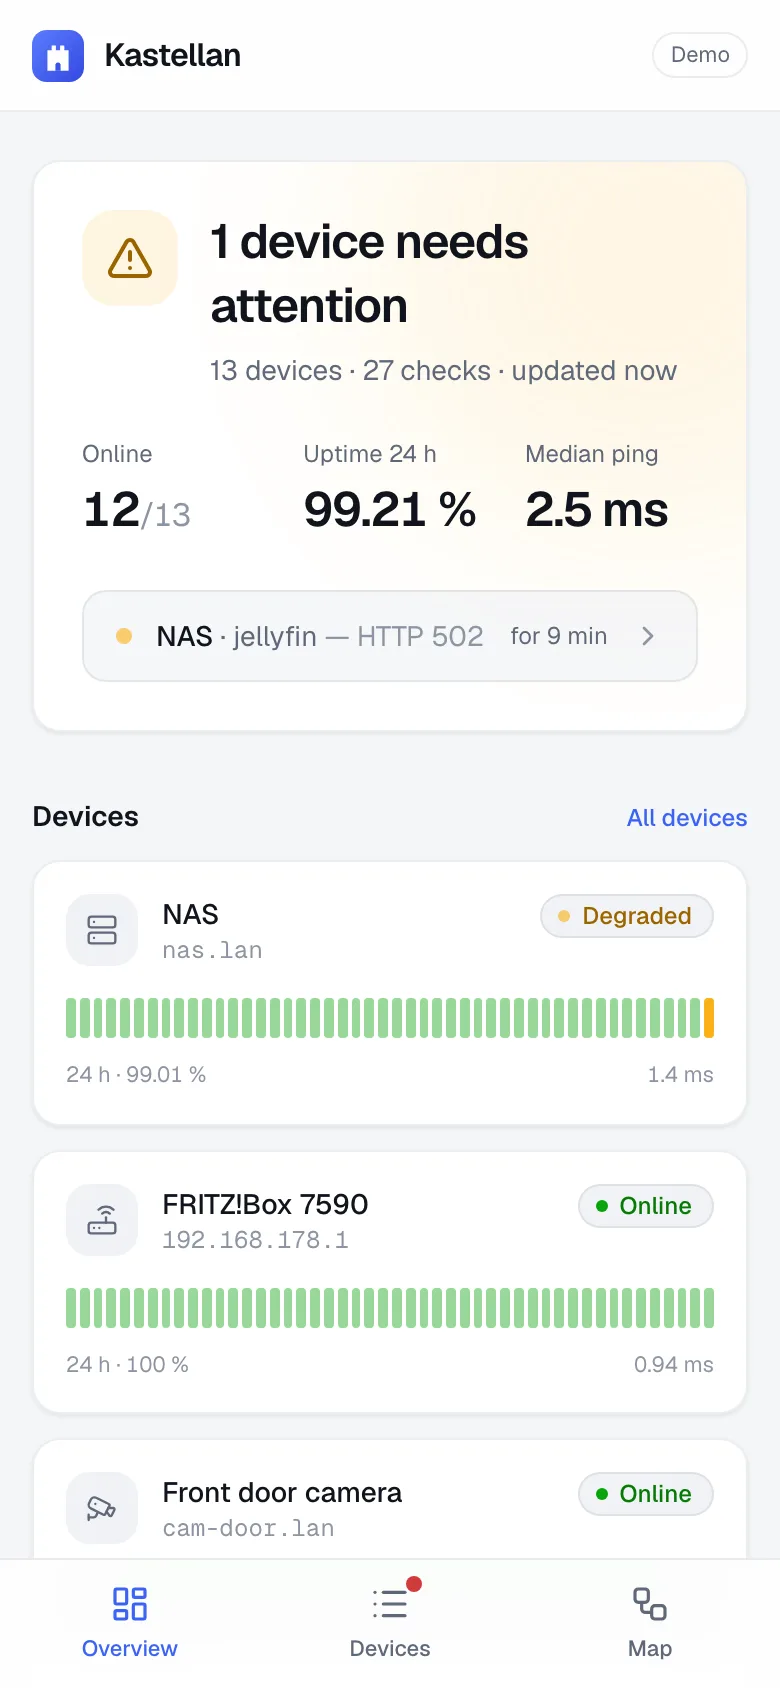 Kastellan
Demo
1 device needs
attention
13 devices · 27 checks · updated now
Online
Uptime 24 h
Median ping
12/13
99.21 %
2.5 ms
NAS · jellyfin — HTTP 502
for 9 min
Devices
All devices
NAS
Degraded
nas.lan
24 h · 99.01 %
1.4 ms
FRITZ!Box 7590
Online
192.168.178.1
24 h · 100 %
0.94 ms
Front door camera
Online
cam-door.lan
Overview
Devices
Map